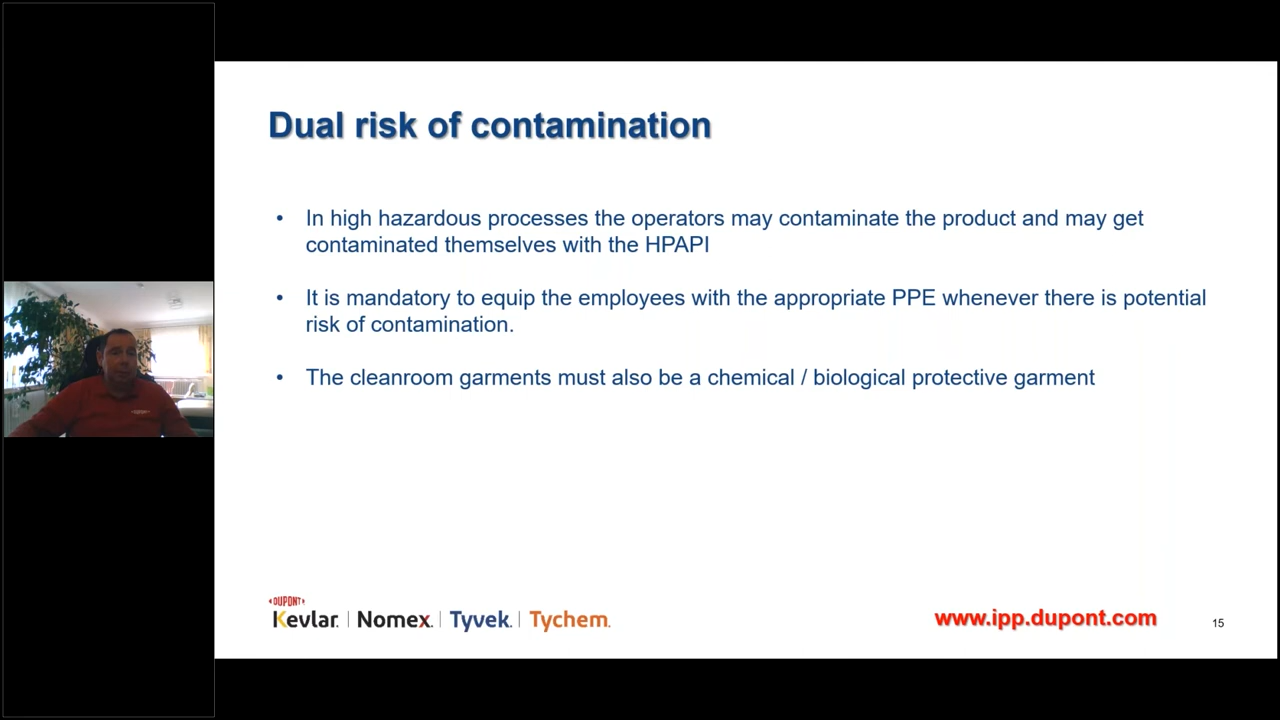 Dual risk of contamination
• In high hazardous processes the operators may contaminate the product and may get
contaminated themselves with the HPAPI
• It is mandatory to equip the employees with the appropriate PPE whenever there is potential
risk of contamination.
• The cleanroom garments must also be a chemical / biological protective garment
DUPONT
Kevlar. | Nomex. | Tyvek. | Tychem.
www.ipp.dupont.com
15